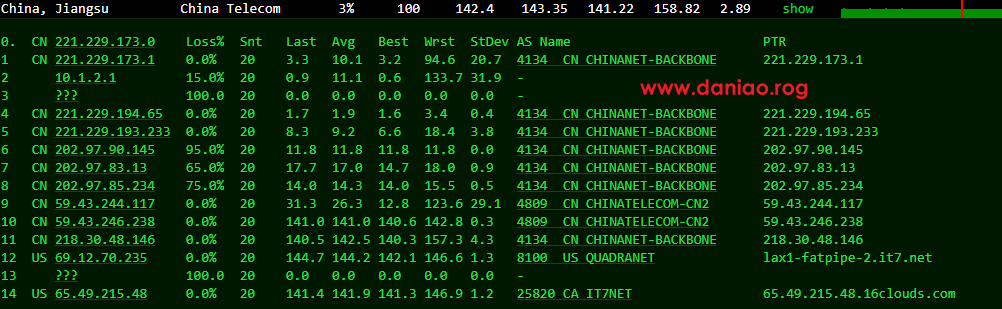 China, Jiangsu China Telecom 3% 100 142.4 143.35 141.22 158.82 2.89 show
0. CN 221.229.173.0 Loss% Snt Last Avg Best Wrst StDev AS Name PTR
1 CN 221.229.173.1 0.0% 20 3.3 10.1 3.2 94.6 20.7 4134 CN CHINANET-BACKBONE 221.229.173.1
2 10.1.2.1 15.0% 20 0.9 11.1 0.6 133.7 31.9 -
3 ??? 100.0 20 0.0 0.0 0.0 0.0 0.0 -
www.daniao.rog
4 CN 221.229.194.65 0.0% 20 1.7 1.9 1.6 3.4 0.4 4134 CN CHINANET-BACKBONE 221.229.194.65
5 CN 221.229.193.233 0.0% 20 8.3 9.2 6.6 18.4 3.8 4134 CN CHINANET-BACKBONE 221.229.193.233
6 CN 202.97.90.145 95.0% 20 11.8 11.8 11.8 11.8 0.0 4134 CN CHINANET-BACKBONE 202.97.90.145
7 CN 202.97.83.13 65.0% 20 17.7 17.0 14.7 18.0 0.9 4134 CN CHINANET-BACKBONE 202.97.83.13
8 CN 202.97.85.234 75.0% 20 14.0 14.3 14.0 15.5 0.5 4134 CN CHINANET-BACKBONE 202.97.85.234
9 CN 59.43.244.117 0.0% 20 31.3 26.3 12.8 123.6 29.1 4809 CN CHINATELECOM-CN2 59.43.244.117
10 CN 59.43.246.238 0.0% 20 141.0 141.0 140.6 142.8 0.3 4809 CN CHINATELECOM-CN2 59.43.246.238
11 CN 218.30.48.146 0.0% 20 140.5 142.5 140.3 157.3 4.3 4134 CN CHINANET-BACKBONE 218.30.48.146
12 US 69.12.70.235 0.0% 20 144.7 144.2 142.1 146.6 1.3 8100 US QUADRANET lax1-fatpipe-2.it7.net
13 ??? 100.0 20 0.0 0.0 0.0 0.0 0.0 -
14 US 65.49.215.48 0.0% 20 141.4 141.9 141.3 146.9 1.2 25820 CA IT7NET 65.49.215.48.16clouds.com